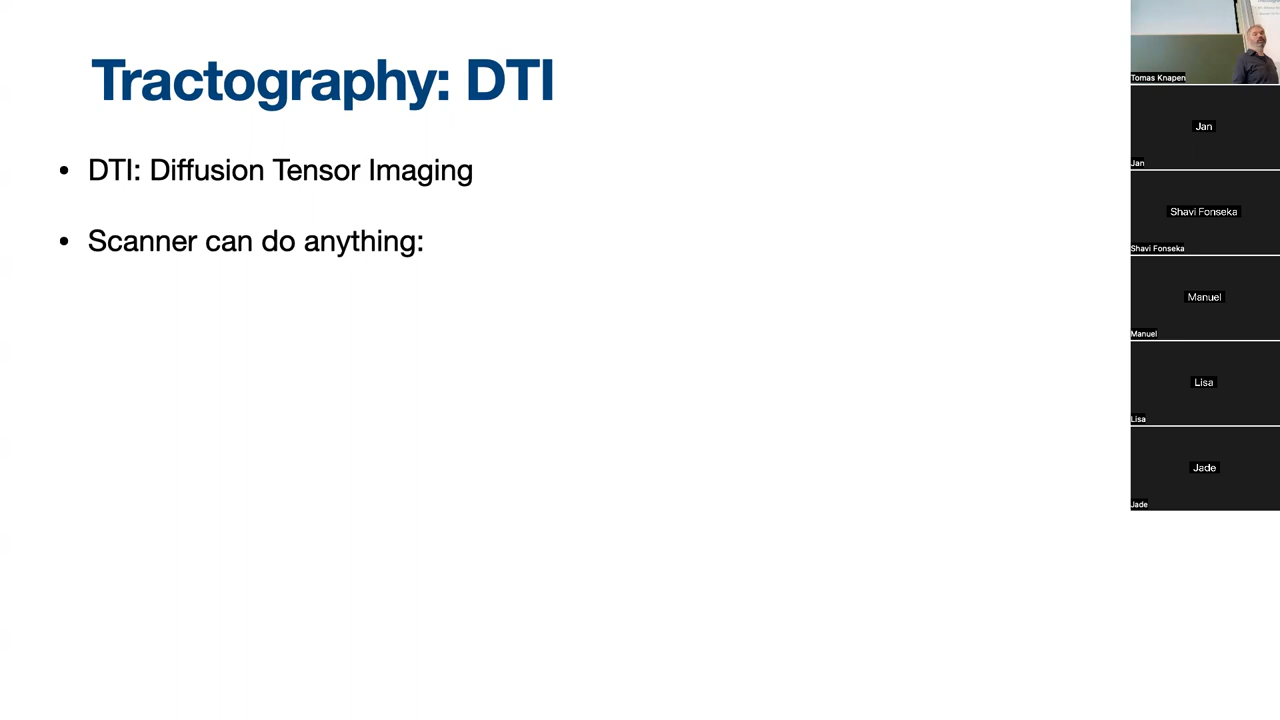 Tractography: DTI
• DTI: Diffusion Tensor Imaging
• Scanner can do anything:
Tomas Knapen
Jan
Jan
Shavi Fonseka
Shavi Fonseka
Manuel
Manuel
Lisa
Lisa
Jade
Jade